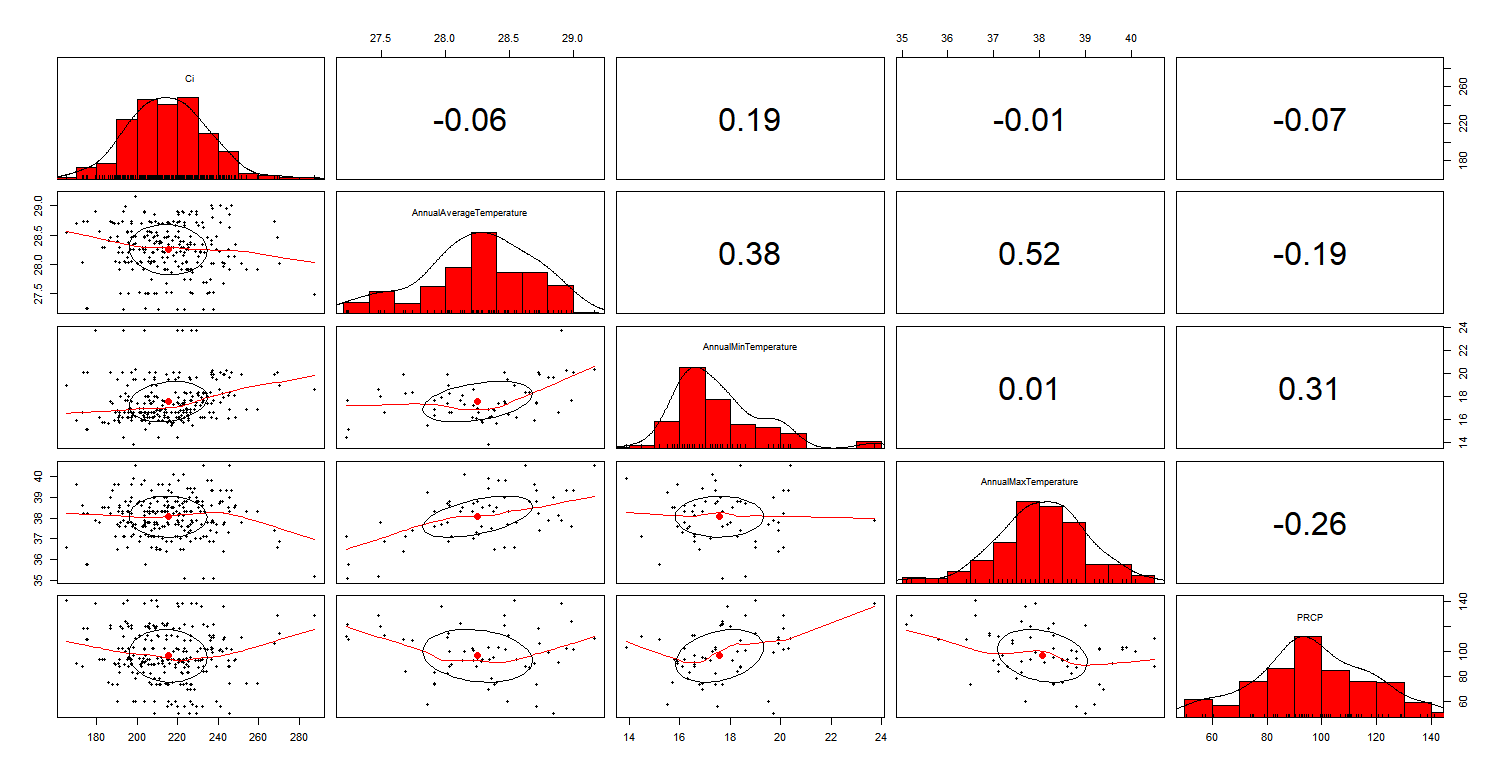 27.5 28.0 28.5 29.0 35 36 37 38 39 40
Ci
-0.06 0.19 -0.01 -0.07
180 220 260
AnnualAverageTemperature
0.38 0.52 -0.19
27.5 28.0 28.5 29.0
AnnualMinTemperature
0.01 0.31
14 16 18 20 22 24
AnnualMaxTemperature
-0.26
35 36 37 38 39 40
PRCP
60 80 100 140
180 200 220 240 260 280 14 16 18 20 22 24 60 80 100 120 140